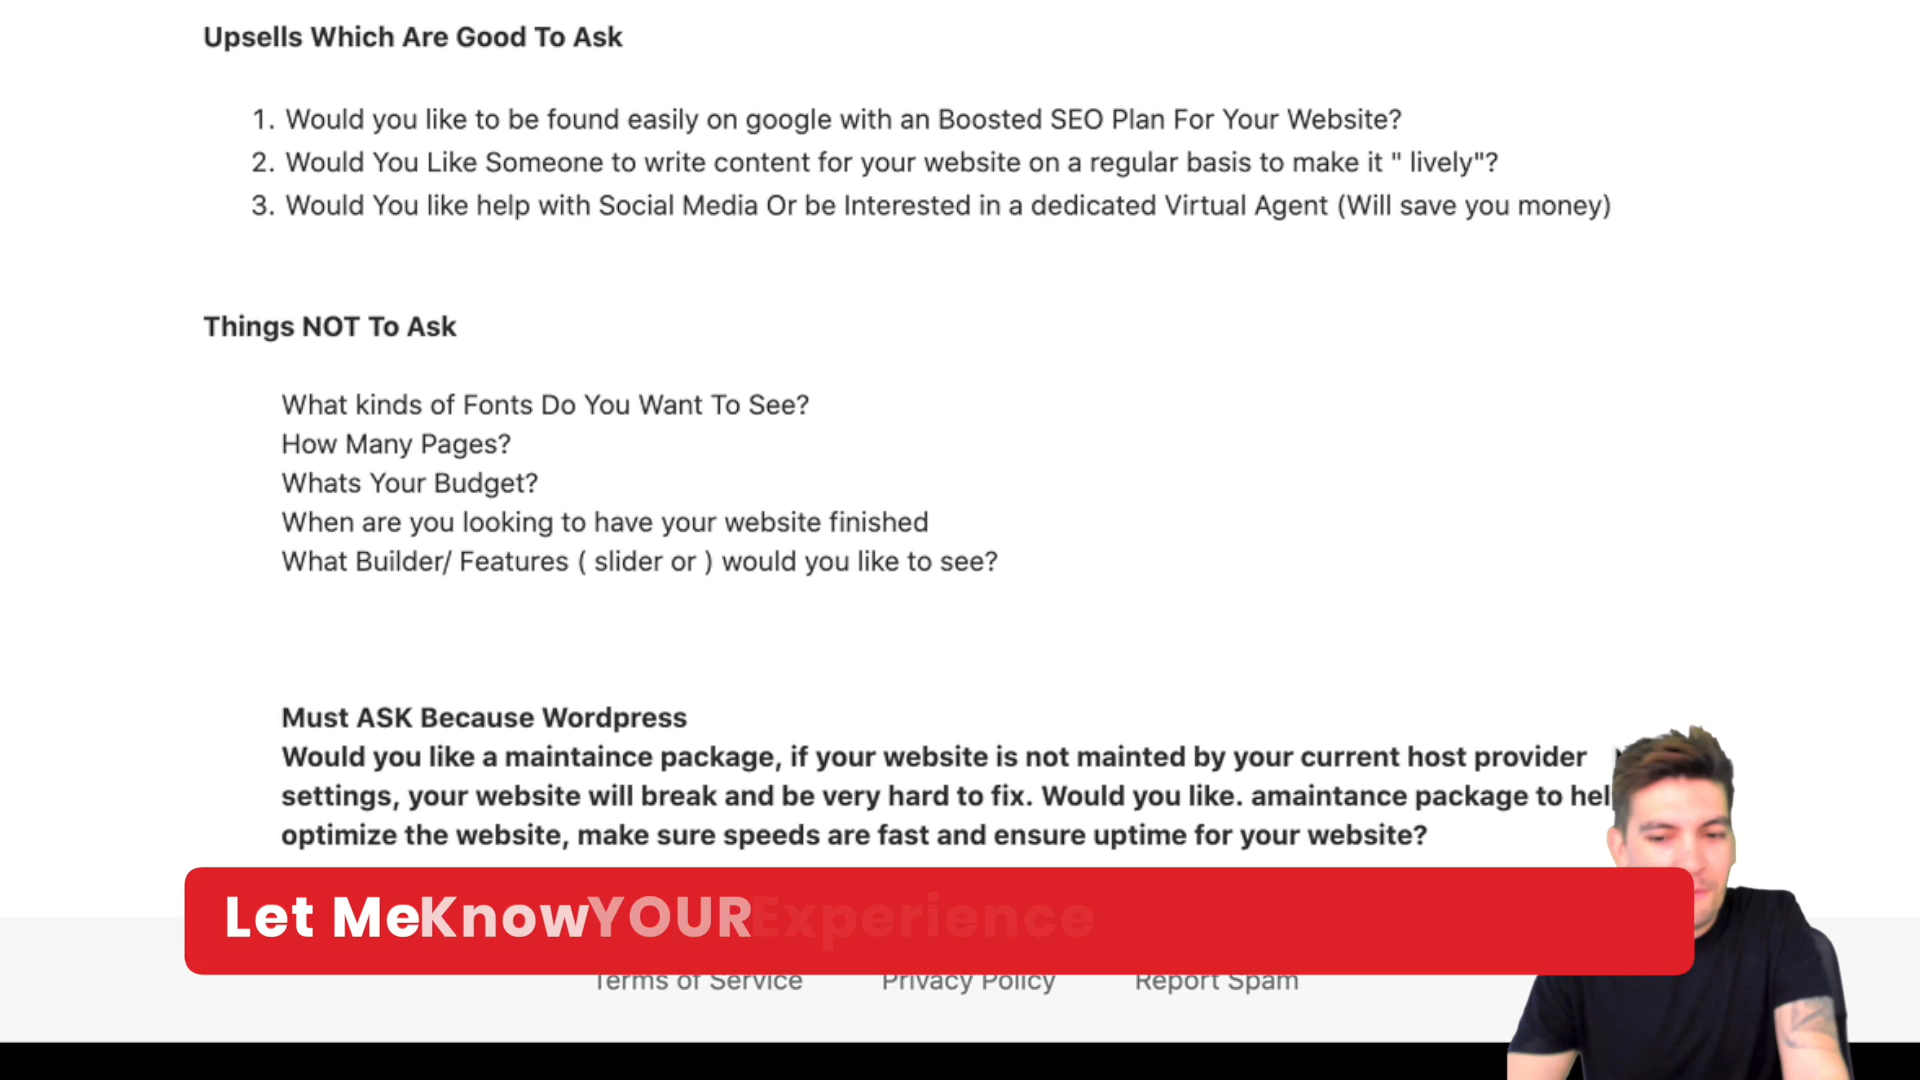 Upsells Which Are Good To Ask
1. Would you like to be found easily on google with an Boosted SEO Plan For Your Website?
2. Would You Like Someone to write content for your website on a regular basis to make it " lively"?
3. Would You like help with Social Media Or be Interested in a dedicated Virtual Agent (Will save you money)
Things NOT To Ask
What kinds of Fonts Do You Want To See?
How Many Pages?
Whats Your Budget?
When are you looking to have your website finished
What Builder/ Features ( slider or ) would you like to see?
Must ASK Because Wordpress
Would you like a maintaince package, if your website is not mainted by your current host provider
settings, your website will break and be very hard to fix. Would you like. amaintance package to hel
optimize the website, make sure speeds are fast and ensure uptime for your website?
Let Me Know YOUR Experience
Terms of Service Privacy Policy Report Spam